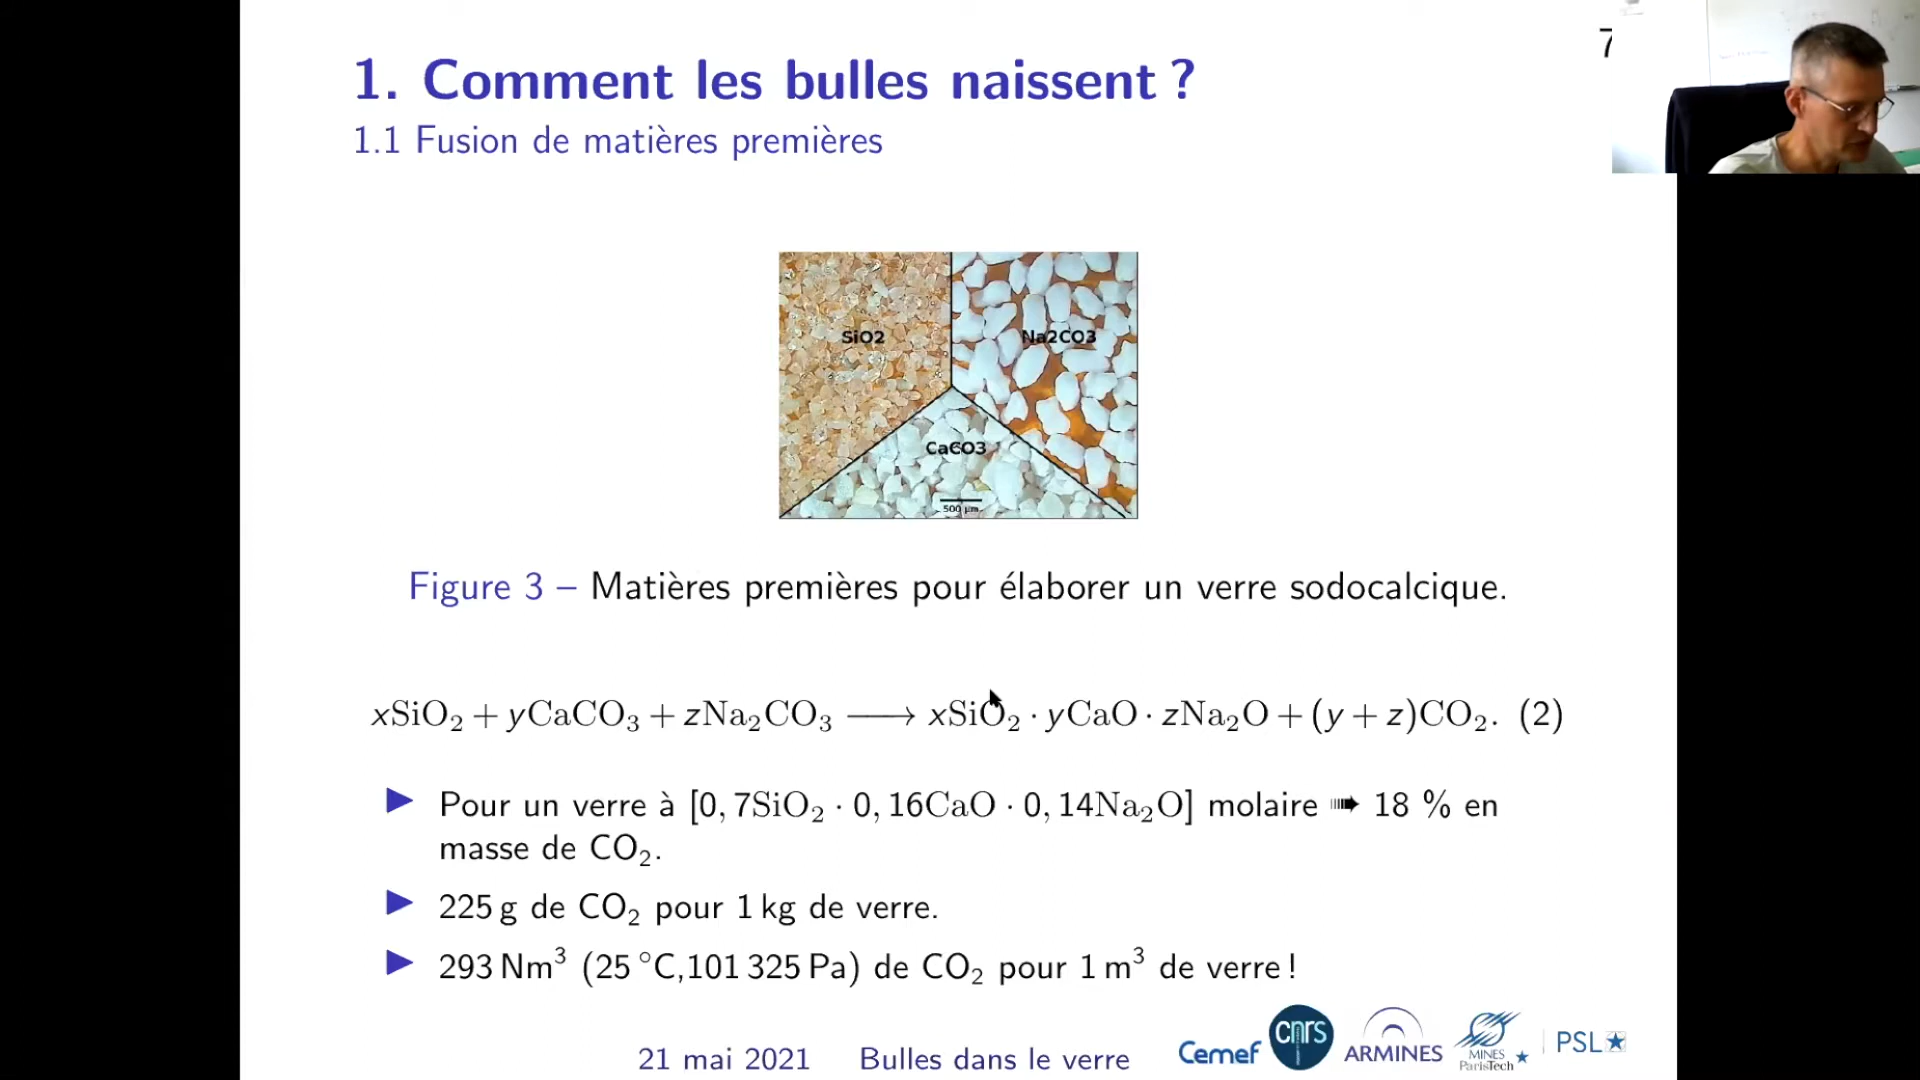 7
1. Comment les bulles naissent ?
1.1 Fusion de matières premières
SiO2
Na2CO3
CaCO3
500 μm
Figure 3 – Matières premières pour élaborer un verre sodocalcique.
xSiO₂ + yCaCO₃ + zNa₂CO₃ ⟶ xSiO₂ · yCaO · zNa₂O + (y + z)CO₂. (2)
▶ Pour un verre à [0, 7SiO₂ · 0, 16CaO · 0, 14Na₂O] molaire ➠ 18 % en
masse de CO₂.
▶ 225 g de CO₂ pour 1 kg de verre.
▶ 293 Nm³ (25 °C,101 325 Pa) de CO₂ pour 1 m³ de verre !
21 mai 2021 Bulles dans le verre
Cemef
cnrs
ARMINES
MINES
ParisTech
PSL